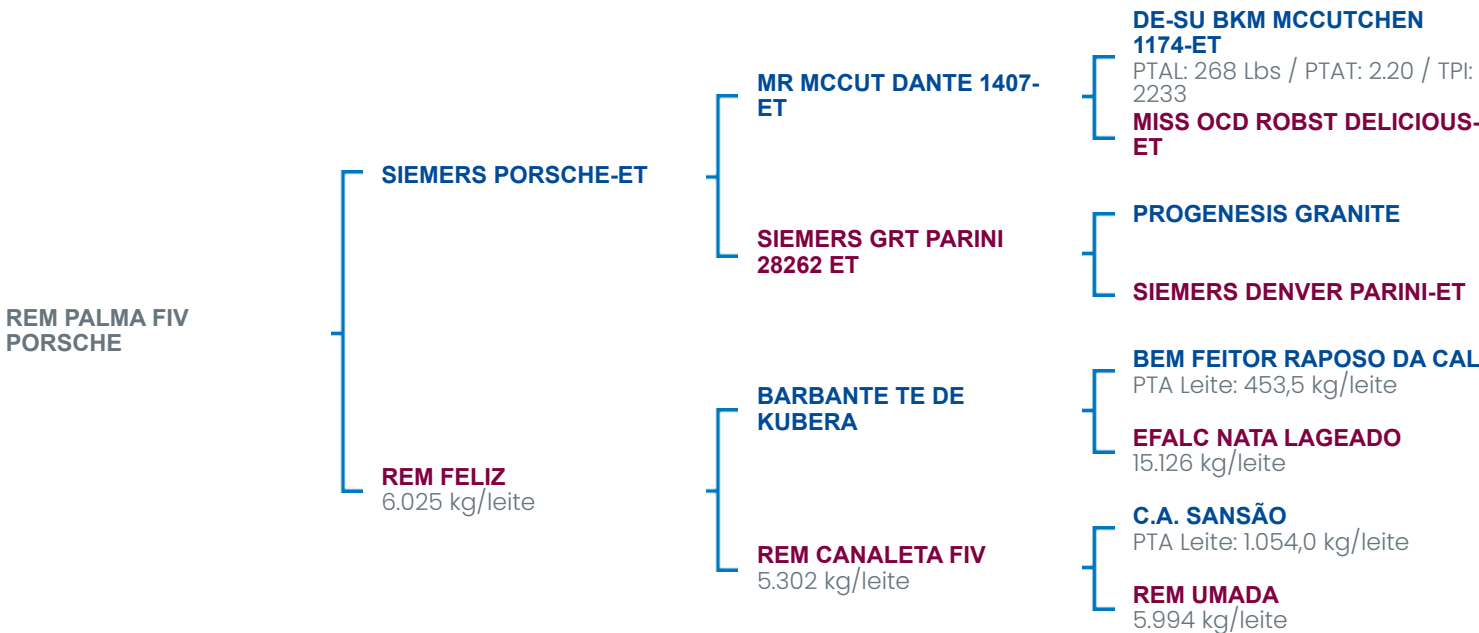 REM PALMA FIV
PORSCHE
SIEMERS PORSCHE-ET
REM FELIZ
6.025 kg/leite
MR MCCUT DANTE 1407-
ET
SIEMERS GRT PARINI
28262 ET
BARBANTE TE DE
KUBERA
REM CANALETA FIV
5.302 kg/leite
DE-SU BKM MCCUTCHEN
1174-ET
PTAL: 268 Lbs / PTAT: 2.20 / TPI:
2233
MISS OCD ROBST DELICIOUS-
ET
PROGENESIS GRANITE
SIEMERS DENVER PARINI-ET
BEM FEITOR RAPOSO DA CAL
PTA Leite: 453,5 kg/leite
EFALC NATA LAGEADO
15.126 kg/leite
C.A. SANSÃO
PTA Leite: 1.054,0 kg/leite
REM UMADA
5.994 kg/leite